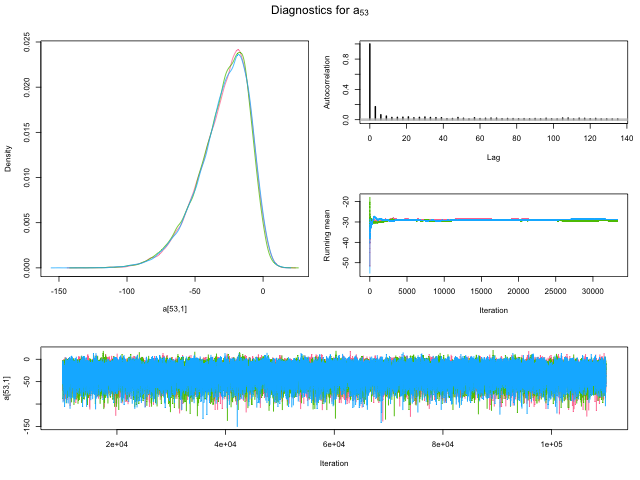 Diagnostics for a53
0.025
0.020
0.015
0.010
0.005
0.000
Density
-150 -100 -50 0
a[53,1]
0.8
0.4
0.0
Autocorrelation
0 20 40 60 80 100 120 140
Lag
-20
-30
-40
-50
Running mean
0 5000 10000 15000 20000 25000 30000
Iteration
0
-50
-150
a[53,1]
2e+04 4e+04 6e+04 8e+04 1e+05
Iteration